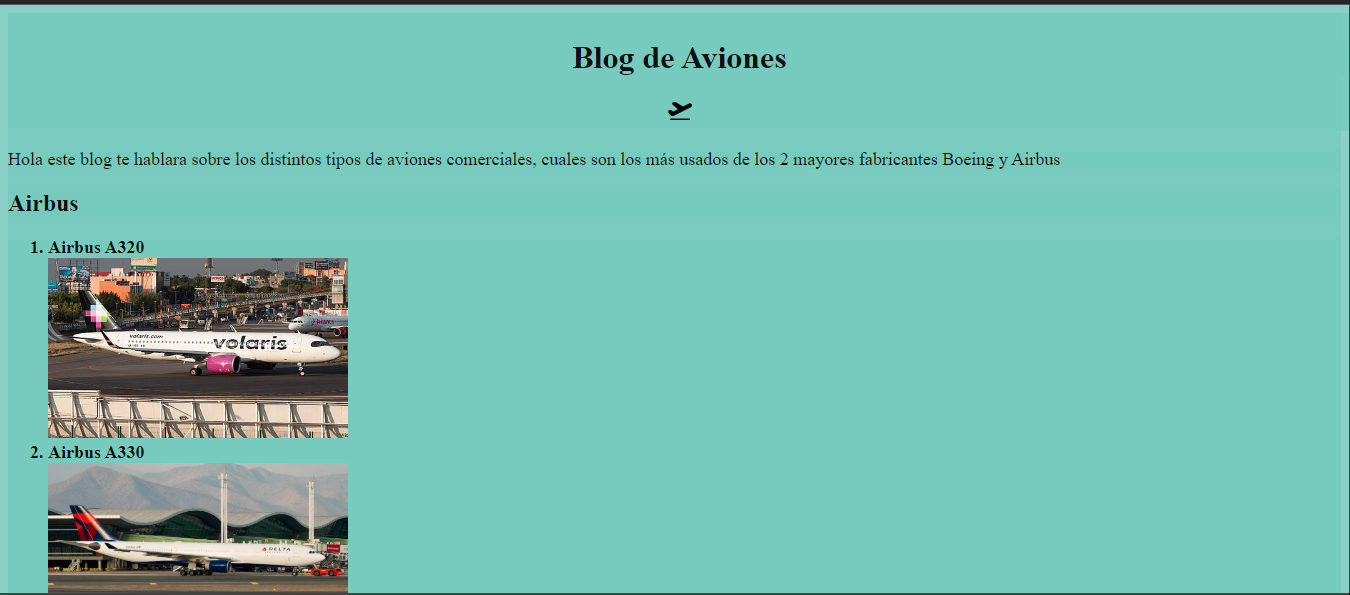 Blog de Aviones
Hola este blog te hablara sobre los distintos tipos de aviones comerciales, cuales son los más usados de los 2 mayores fabricantes Boeing y Airbus
Airbus
1. Airbus A320
volaris.com
volaris
2. Airbus A330
DELTA